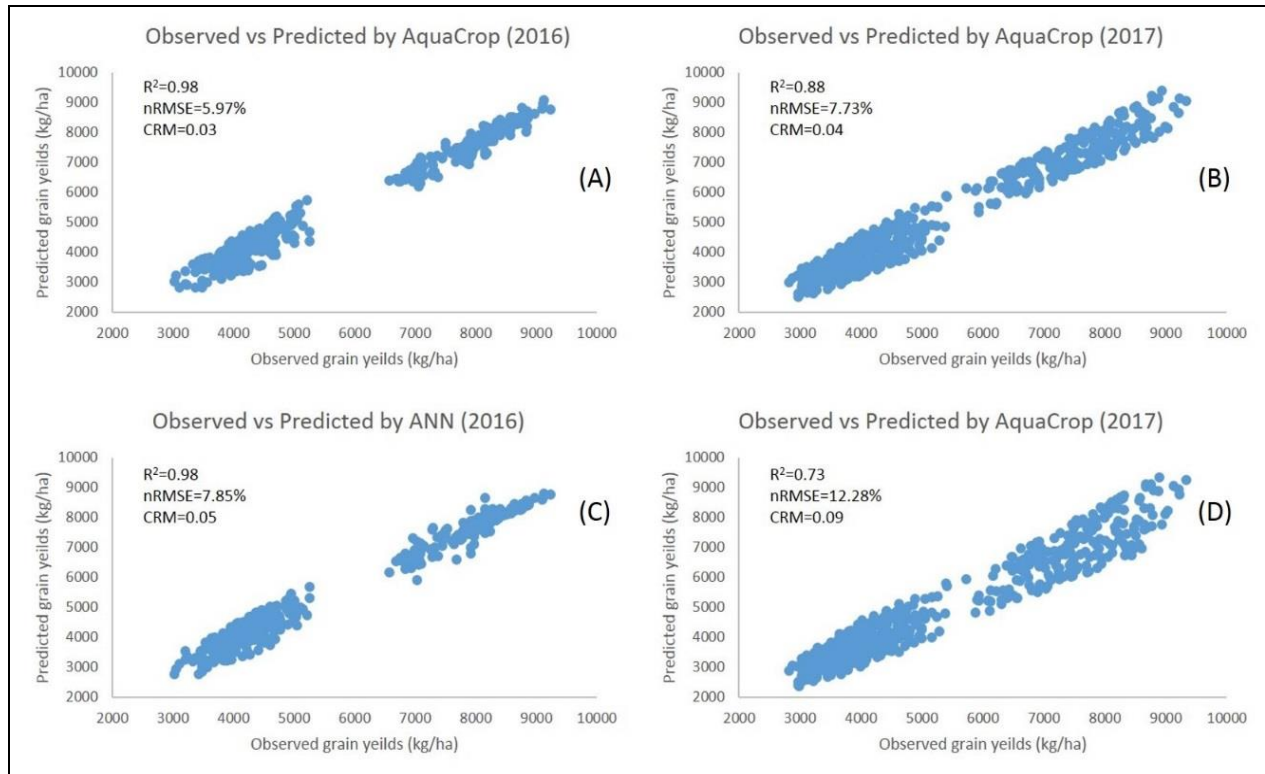 Observed vs Predicted by AquaCrop (2016)
R²=0.98
nRMSE=5.97%
CRM=0.03
(A)
Predicted grain yeilds (kg/ha)
10000
9000
8000
7000
6000
5000
4000
3000
2000
2000 3000 4000 5000 6000 7000 8000 9000 10000
Observed grain yeilds (kg/ha)
Observed vs Predicted by AquaCrop (2017)
R²=0.88
nRMSE=7.73%
CRM=0.04
(B)
Predicted grain yeilds (kg/ha)
10000
9000
8000
7000
6000
5000
4000
3000
2000
2000 3000 4000 5000 6000 7000 8000 9000 10000
Observed grain yeilds (kg/ha)
Observed vs Predicted by ANN (2016)
R²=0.98
nRMSE=7.85%
CRM=0.05
(C)
Predicted grain yeilds (kg/ha)
10000
9000
8000
7000
6000
5000
4000
3000
2000
2000 3000 4000 5000 6000 7000 8000 9000 10000
Observed grain yeilds (kg/ha)
Observed vs Predicted by AquaCrop (2017)
R²=0.73
nRMSE=12.28%
CRM=0.09
(D)
Predicted grain yeilds (kg/ha)
10000
9000
8000
7000
6000
5000
4000
3000
2000
2000 3000 4000 5000 6000 7000 8000 9000 10000
Observed grain yeilds (kg/ha)